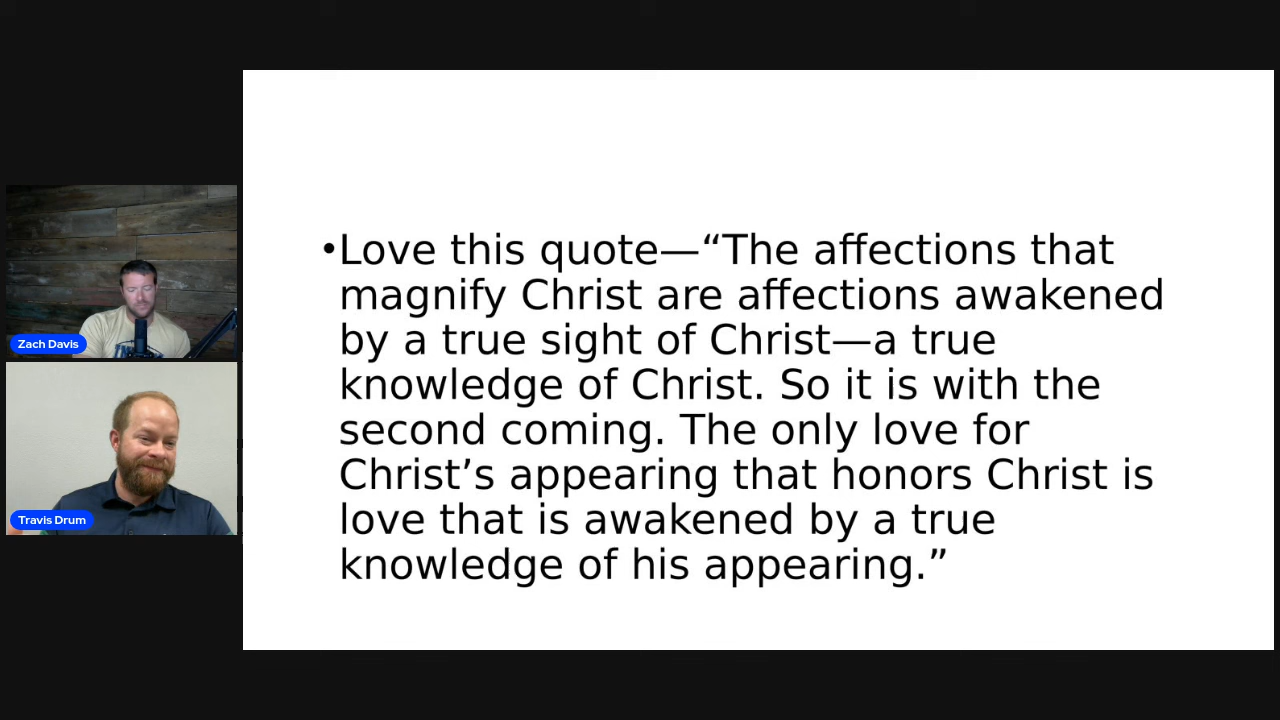 Zach Davis
Travis Drum
•Love this quote—“The affections that
magnify Christ are affections awakened
by a true sight of Christ—a true
knowledge of Christ. So it is with the
second coming. The only love for
Christ’s appearing that honors Christ is
love that is awakened by a true
knowledge of his appearing.”